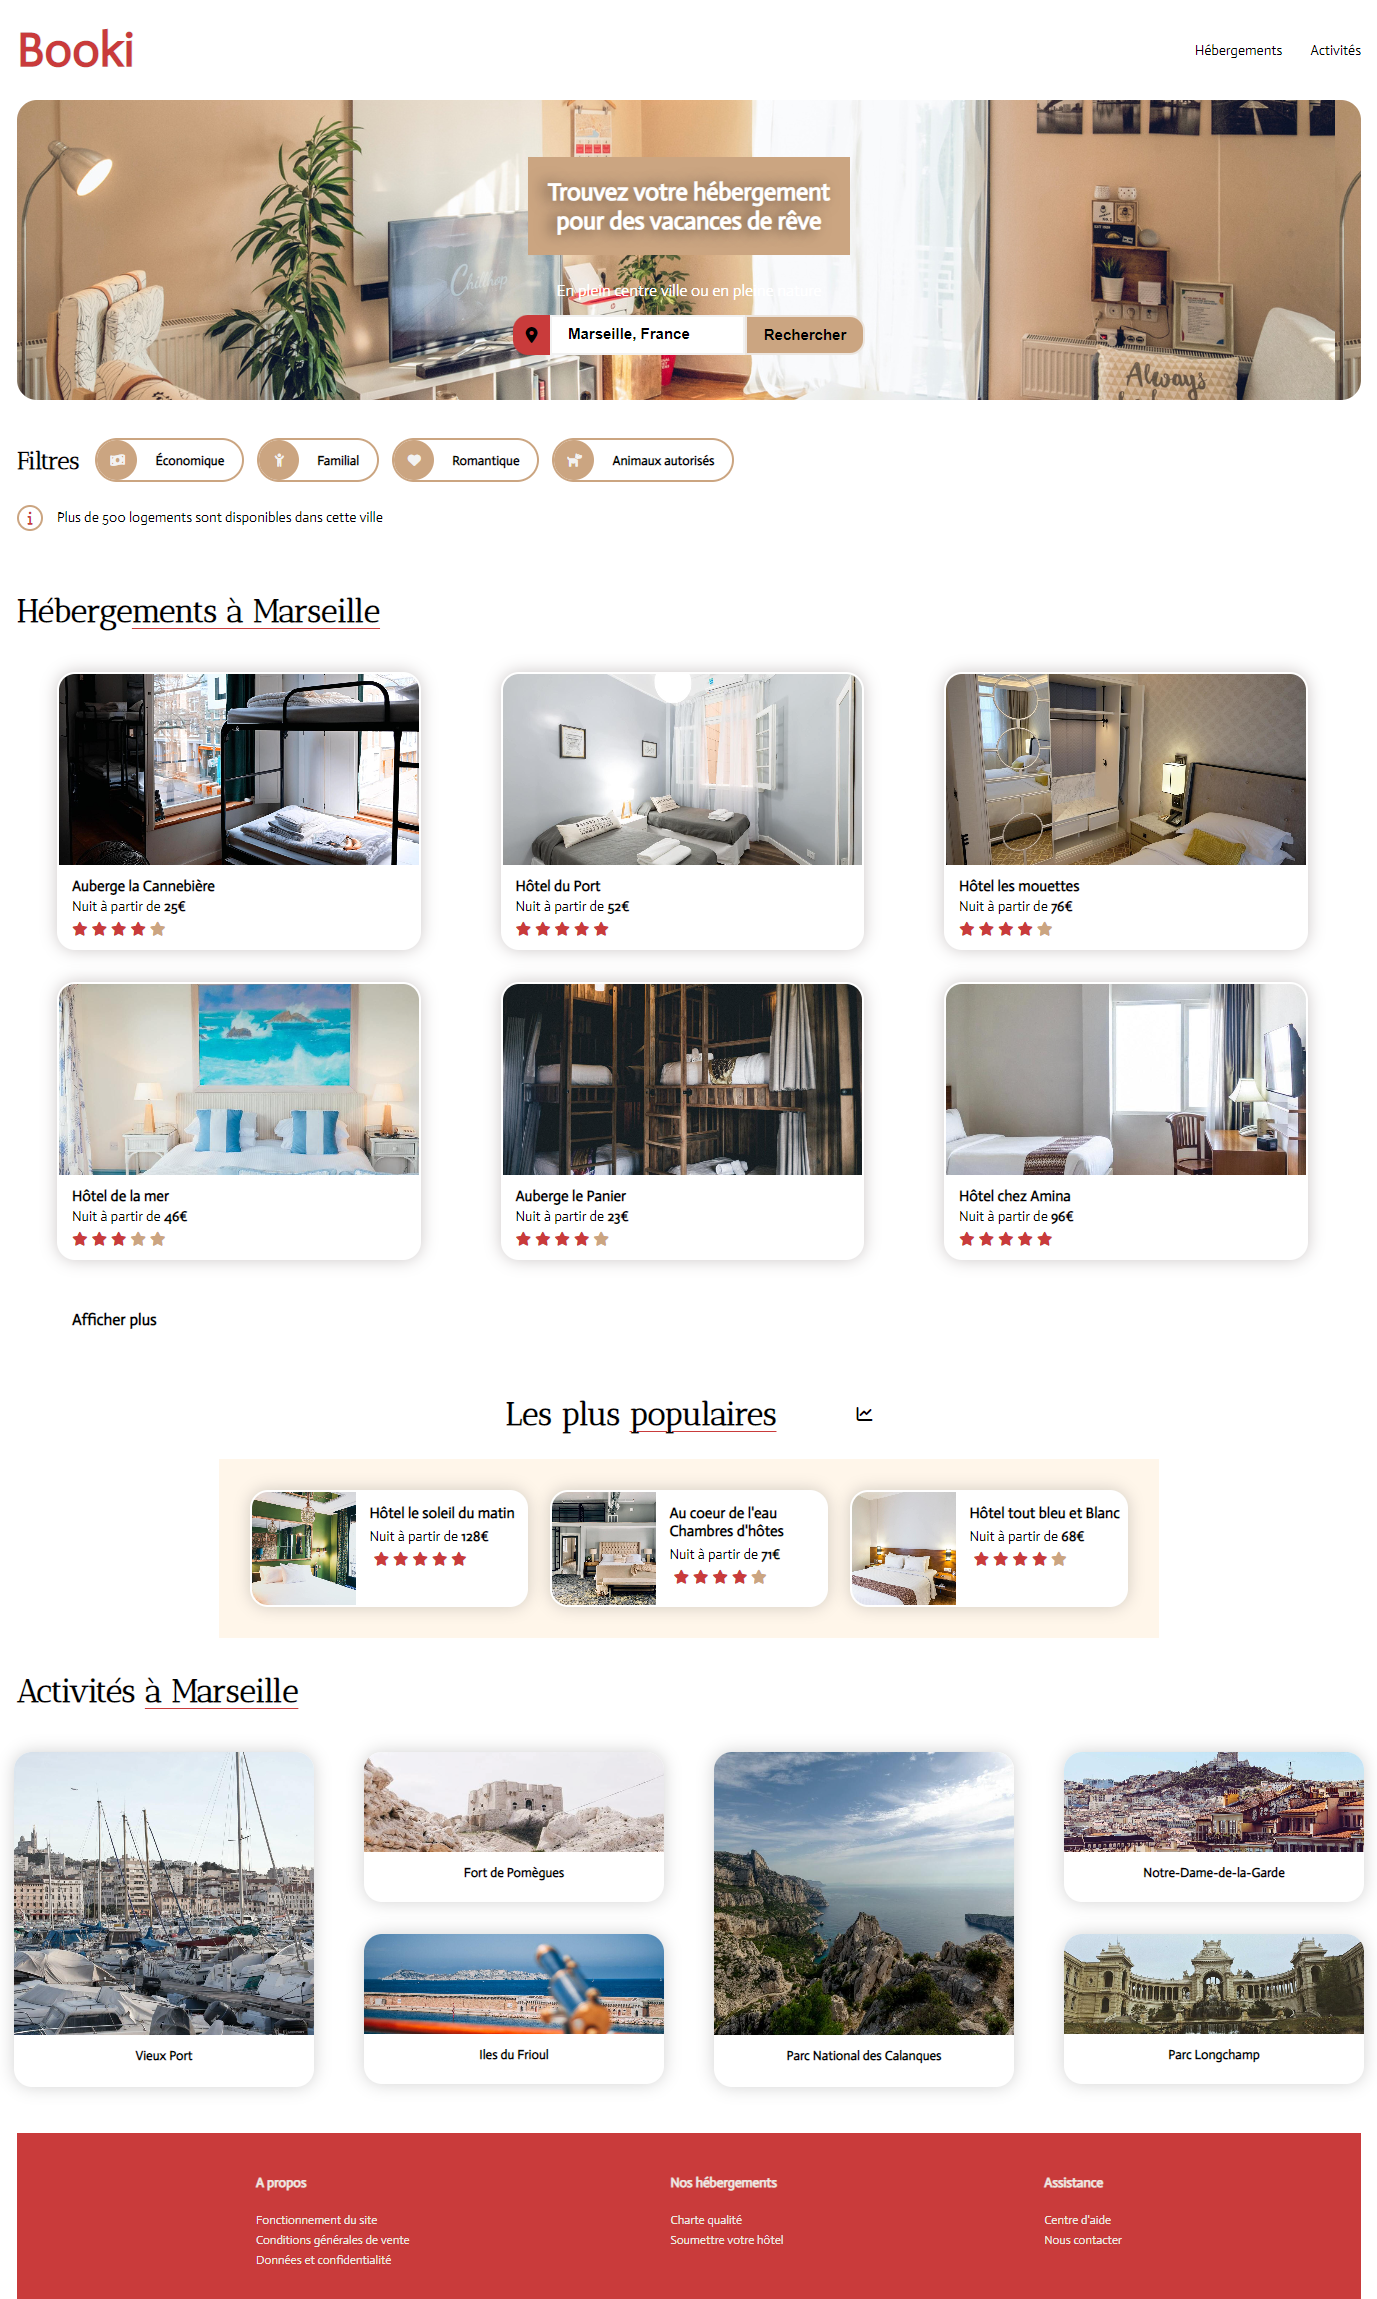 Booki
Hébergements
Activités
Trouvez votre hébergement
pour des vacances de rêve
Chillhop
En plein centre ville ou en pleine nature
Marseille, France
Rechercher
Always
Filtres
Économique
Familial
Romantique
Animaux autorisés
Plus de 500 logements sont disponibles dans cette ville
Hébergements à Marseille
Auberge la Cannebière
Nuit à partir de 25€
Hôtel du Port
Nuit à partir de 52€
Hôtel les mouettes
Nuit à partir de 76€
Hôtel de la mer
Nuit à partir de 46€
Auberge le Panier
Nuit à partir de 23€
Hôtel chez Amina
Nuit à partir de 96€
Afficher plus
Les plus populaires
Hôtel le soleil du matin
Nuit à partir de 128€
Au coeur de l'eau
Chambres d'hôtes
Nuit à partir de 71€
Hôtel tout bleu et Blanc
Nuit à partir de 68€
Activités à Marseille
Vieux Port
Fort de Pomègues
Iles du Frioul
Parc National des Calanques
Notre-Dame-de-la-Garde
Parc Longchamp
A propos
Fonctionnement du site
Conditions générales de vente
Données et confidentialité
Nos hébergements
Charte qualité
Soumettre votre hôtel
Assistance
Centre d'aide
Nous contacter